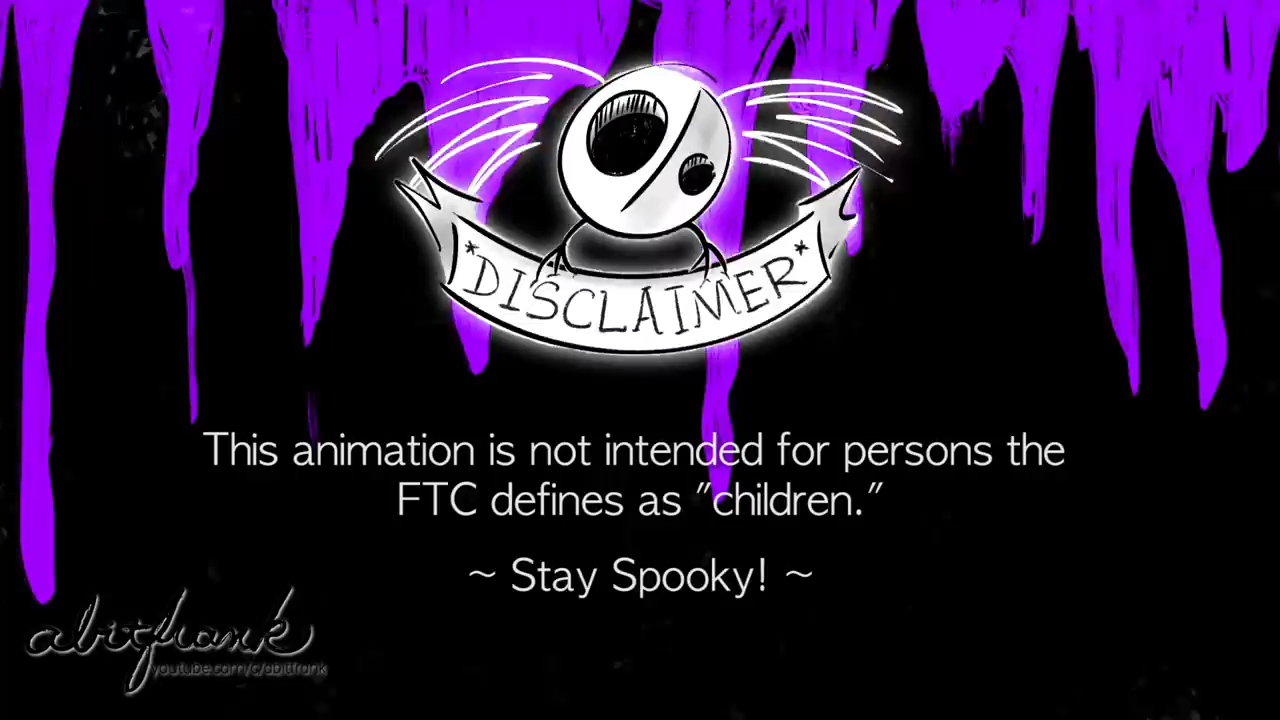 *DISCLAIMER*
This animation is not intended for persons the
FTC defines as "children."
~ Stay Spooky! ~
abitfrank
youtube.com/c/abitfrank